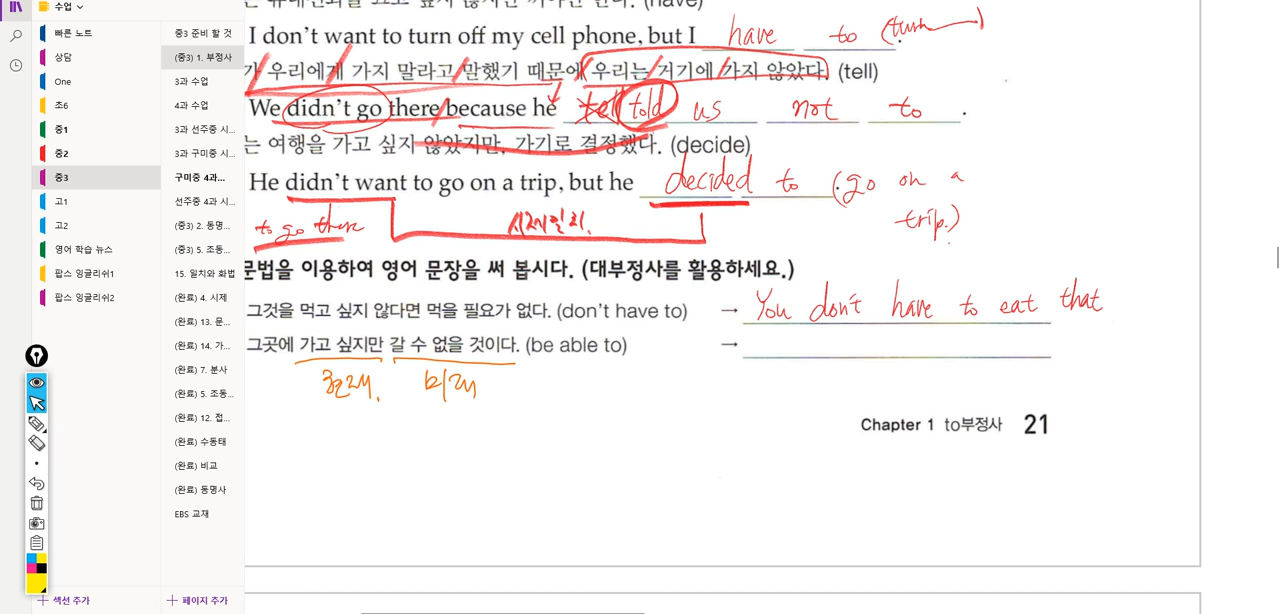 수업
빠른 노트
상담
One
초6
중1
중2
중3
고1
고2
영어 학습 뉴스
팝스 잉글리쉬1
팝스 잉글리쉬2
섹션 추가
중3 준비 할 것
(중3) 1. 부정사
3과 수업
4과 수업
3과 선주중 시...
3과 구미중 시...
구미중 4과...
선주중 4과 시...
(중3) 2. 동명...
(중3) 5. 조동...
15. 일치와 화법
(완료) 4. 시제
(완료) 13. 문...
(완료) 14. 가...
(완료) 7. 분사
(완료) 5. 조동...
(완료) 12. 접...
(완료) 수동태
(완료) 비교
(완료) 동명사
EBS 교재
페이지 추가
(have)
I don't want to turn off my cell phone, but I have to (turn
가 우리에게 가지 말라고 말했기 때문에 우리는 거기에 가지 않았다. (tell)
We didn't go there because he tell told us not to.
는 여행을 가고 싶지 않았지만, 가기로 결정했다. (decide)
He didn't want to go on a trip, but he decided to. (go on a
trip.)
to go there 시제일치.
문법을 이용하여 영어 문장을 써 봅시다. (대부정사를 활용하세요.)
그것을 먹고 싶지 않다면 먹을 필요가 없다. (don't have to) → You don't have to eat that
그곳에 가고 싶지만 갈 수 없을 것이다. (be able to) →
현재. 미래
Chapter 1 to부정사 21